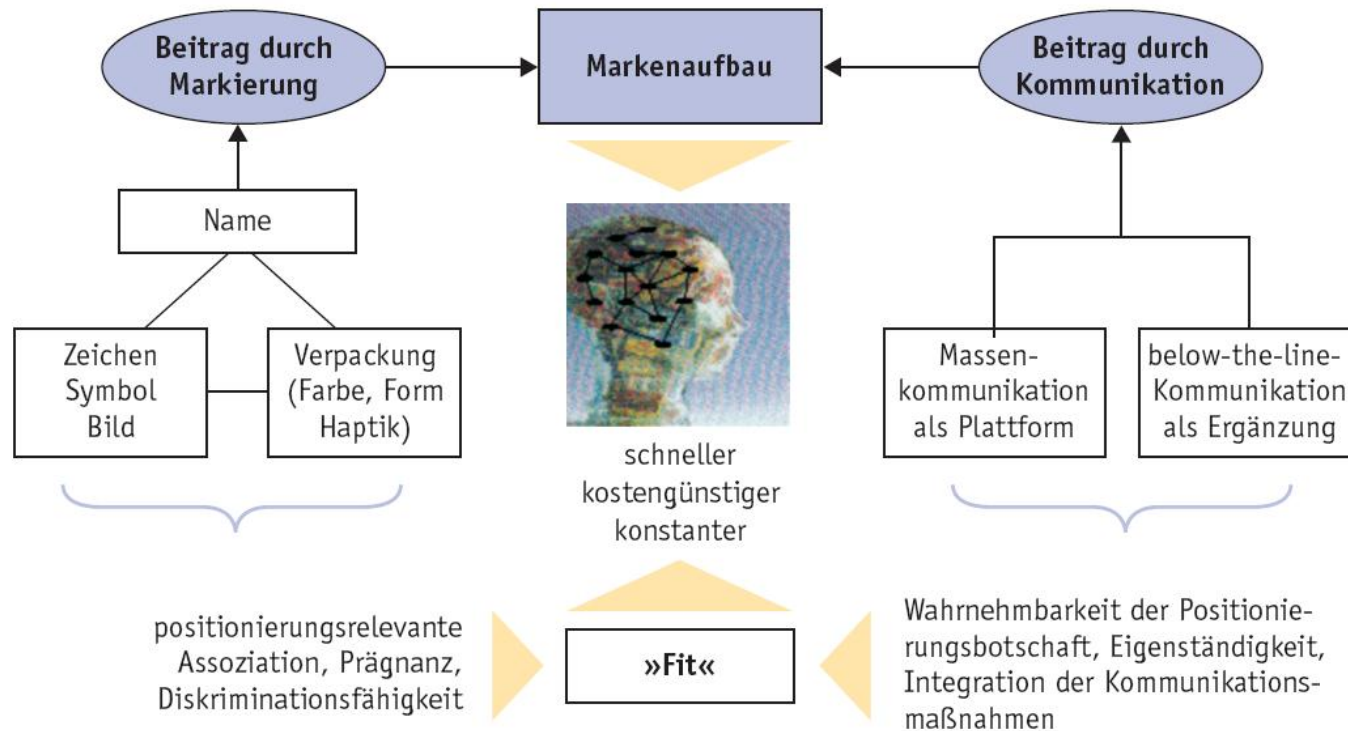 Beitrag durch
Markierung
Markenaufbau
Beitrag durch
Kommunikation
Name
Zeichen
Symbol
Bild
Verpackung
(Farbe, Form
Haptik)
schneller
kostengünstiger
konstanter
Massen-
kommunikation
als Plattform
below-the-line-
Kommunikation
als Ergänzung
positionierungsrelevante
Assoziation, Prägnanz,
Diskriminationsfähigkeit
»Fit«
Wahrnehmbarkeit der Positionie-
rungsbotschaft, Eigenständigkeit,
Integration der Kommunikations-
maßnahmen